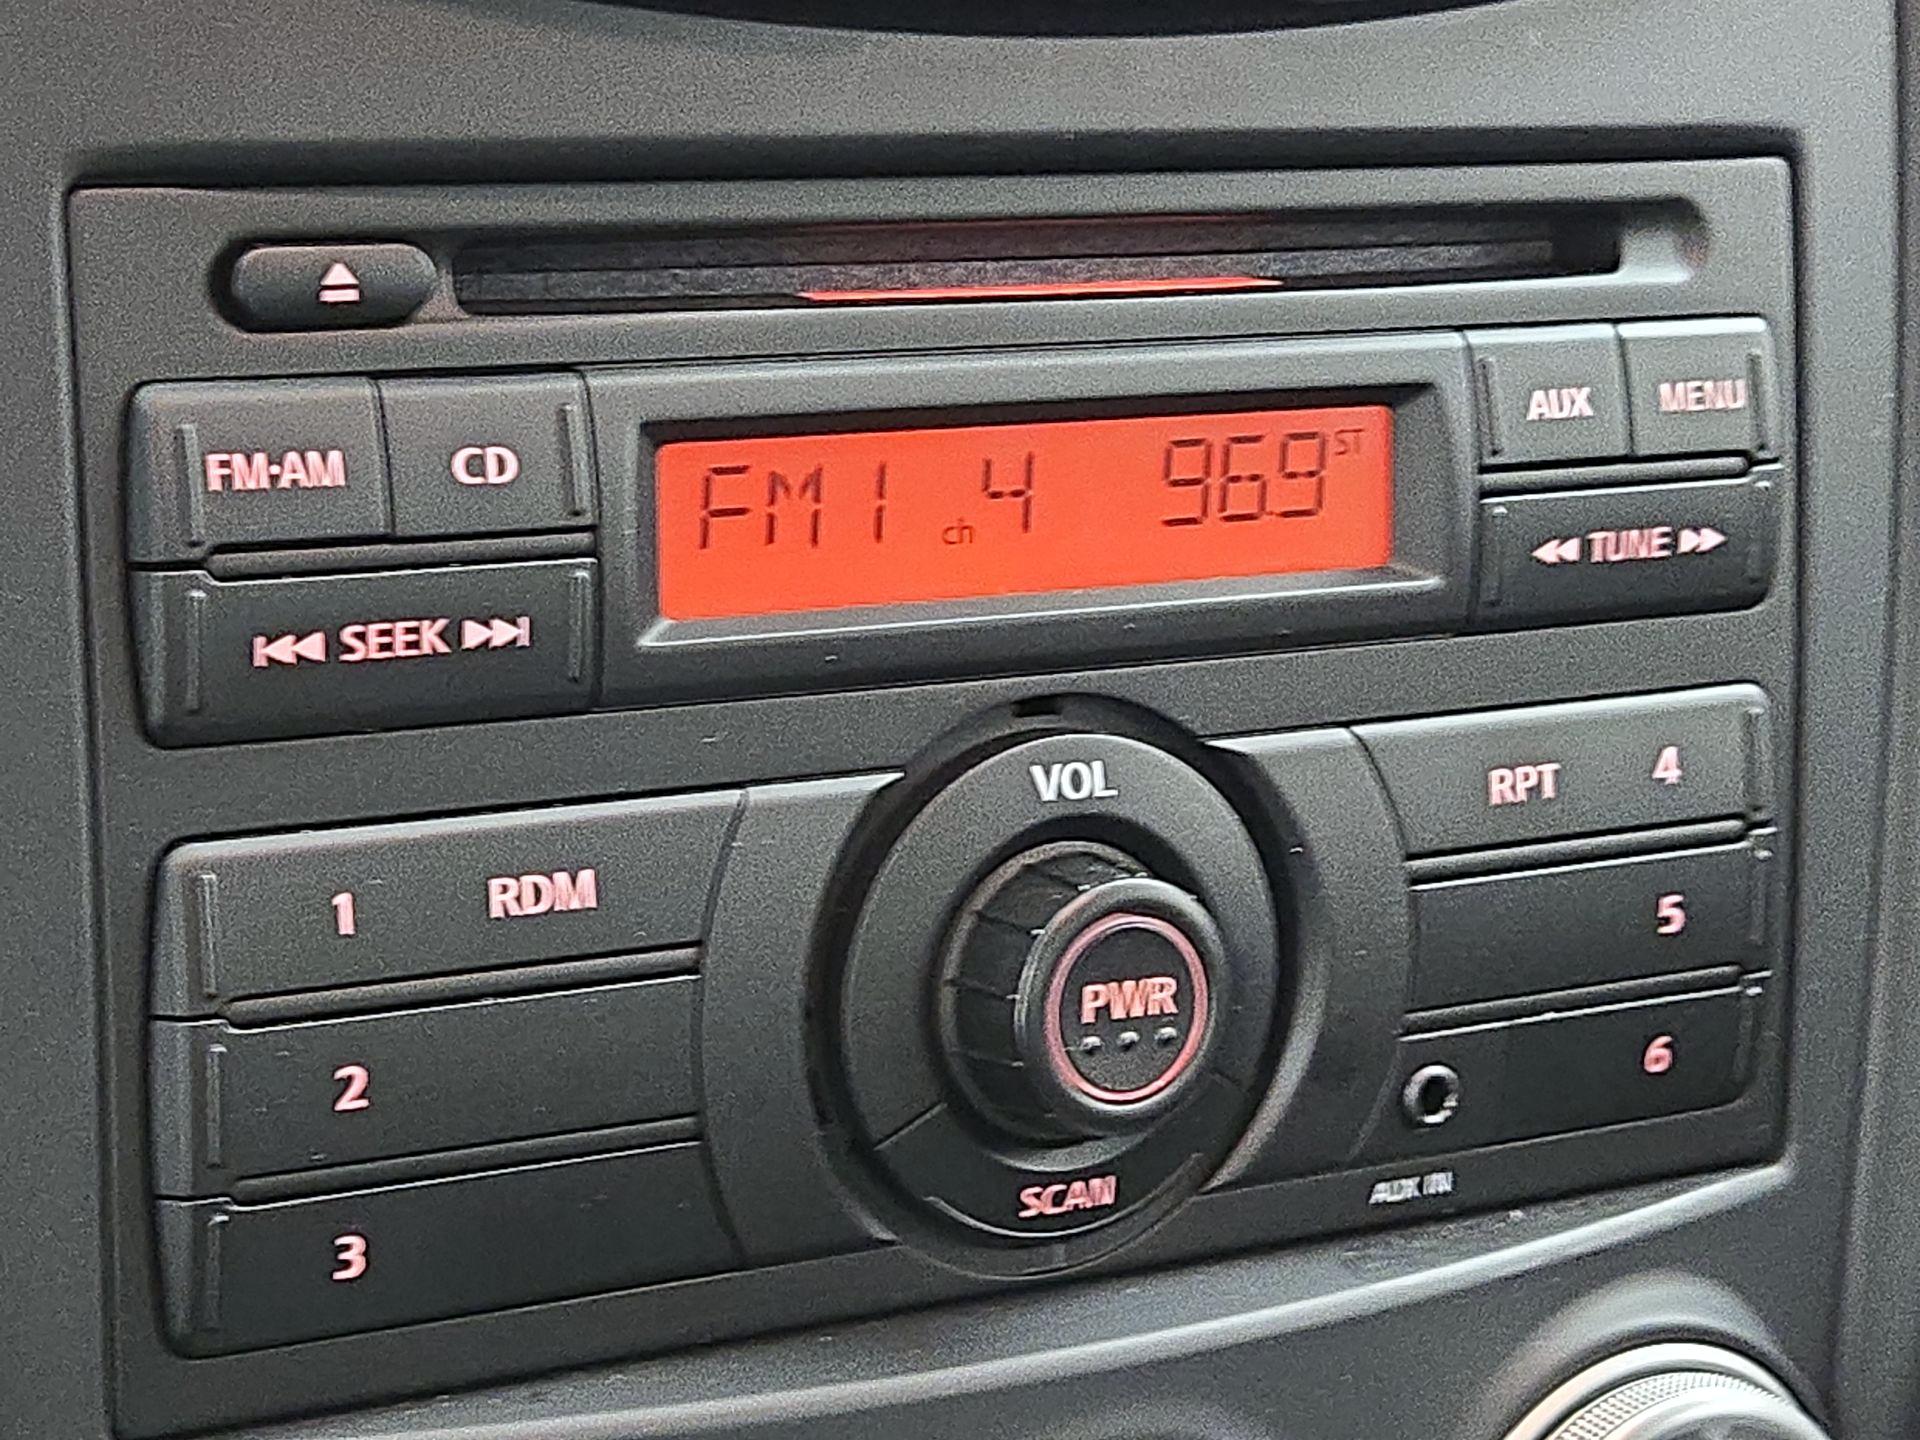 FM·AM
CD
FM1 ch 4 96.9 ST
AUX
MENU
SEEK
TUNE
VOL
PWR
SCAN
1 RDM
2
3
RPT 4
5
6
AUX IN